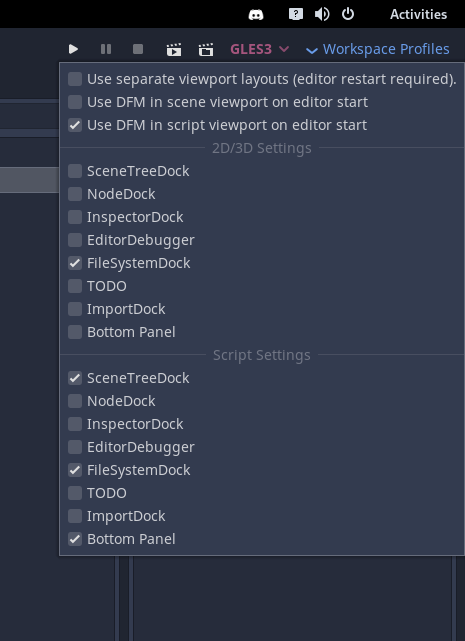 Activities
GLES3 Workspace Profiles
Use separate viewport layouts (editor restart required).
Use DFM in scene viewport on editor start
Use DFM in script viewport on editor start
2D/3D Settings
SceneTreeDock
NodeDock
InspectorDock
EditorDebugger
FileSystemDock
TODO
ImportDock
Bottom Panel
Script Settings
SceneTreeDock
NodeDock
InspectorDock
EditorDebugger
FileSystemDock
TODO
ImportDock
Bottom Panel